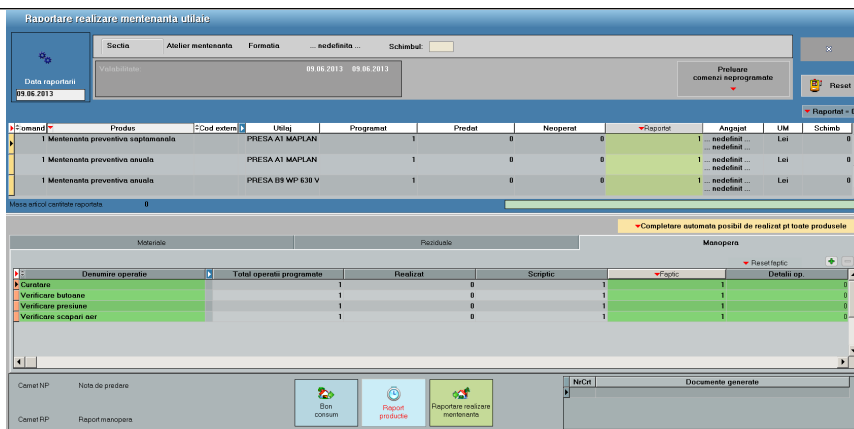 Raportare realizare mentenanta utilaje
Sectia Atelier mentenanta Formatia ... nedefinita ... Schimbul:
Data raportarii
09.06.2013
Valabilitate: 09.06.2013 09.06.2013
Preluare
comenzi neprogramate
Reset
Raportat = 0
Comand Produs Cod extern Utilaj Programat Predat Neoperat Raportat Angajat UM Schimb
1 Mentenanta preventiva saptamanala PRESA A1 MAPLAN 1 0 0 1 ... nedefinit ... Lei 0
... nedefinit ...
1 Mentenanta preventiva anuala PRESA A1 MAPLAN 1 0 0 1 ... nedefinit ... Lei 0
... nedefinit ...
1 Mentenanta preventiva anuala PRESA B9 WP 630 V 1 0 0 1 ... nedefinit ... Lei 0
... nedefinit ...
Masa articol cantitate raportata 0
Completare automata posibil de realizat pt toate produsele
Materiale Reziduale Manopera
Reset faptic
Denumire operatie Total operatii programate Realizat Scriptic Faptic Detalii op.
Curatare 1 0 1 1 0
Verificare butoane 1 0 1 1 0
Verificare presiune 1 0 1 1 0
Verificare scapari aer 1 0 1 1 0
Carnet NP Nota de predare
Carnet RP Raport manopera
Bon
consum
Raport
productie
Raportare realizare
mentenanta
NrCrt Documente generate